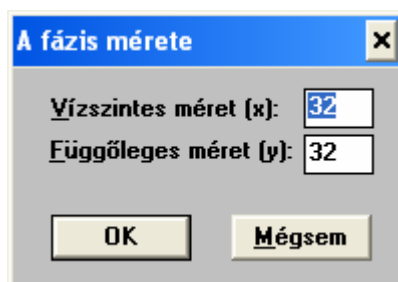 A fázis mérete
Vízszintes méret (x): 32
Függőleges méret (y): 32
OK Mégsem